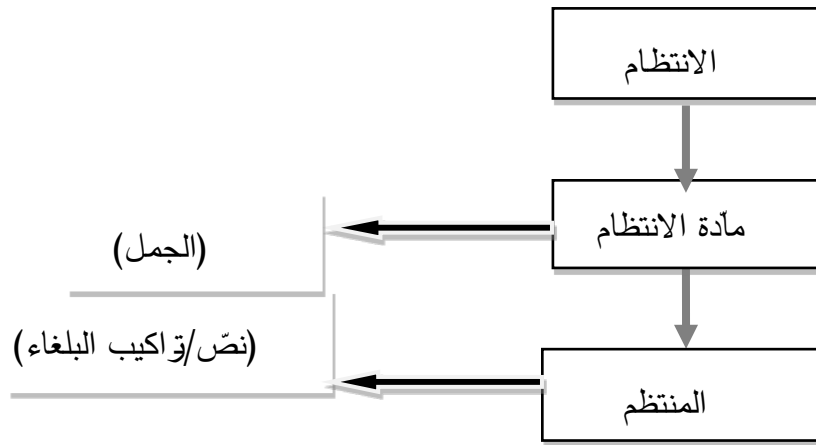 الانتظام
مادّة الانتظام
(الجمل)
(نصّ/تراكيب البلغاء)
المنتظم